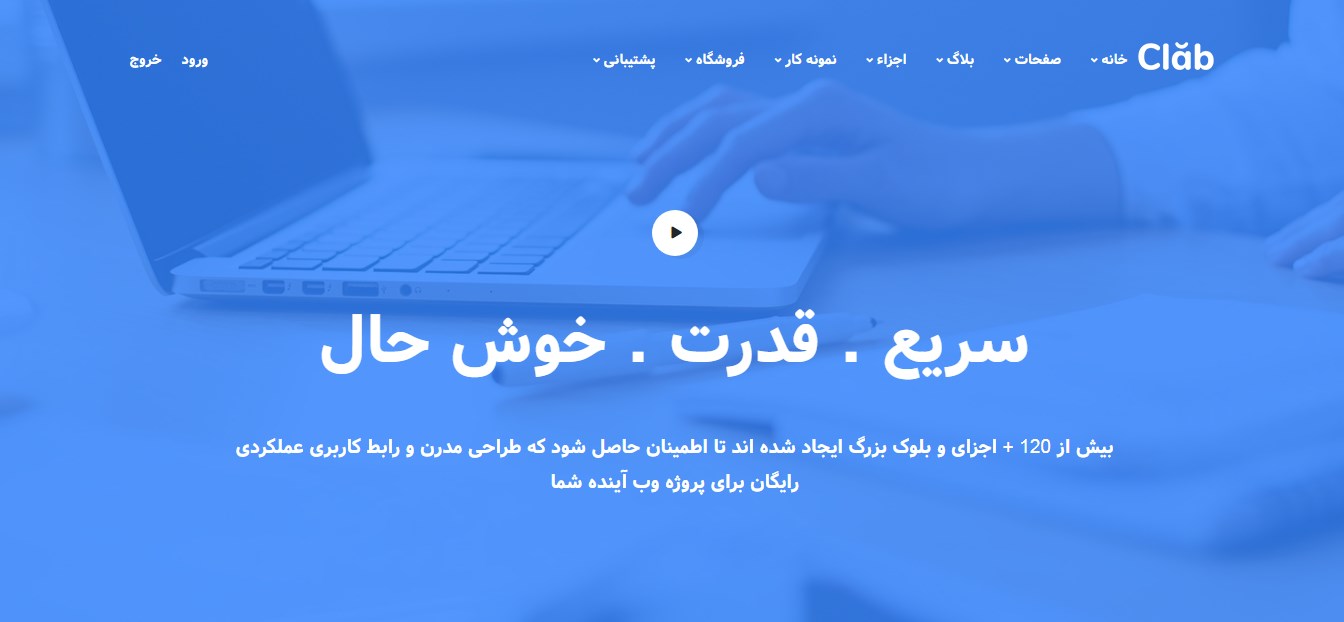 Clăb
خانه
صفحات
بلاگ
اجزاء
نمونه کار
فروشگاه
پشتیبانی
ورود
خروج
سریع . قدرت . خوش حال
بیش از 120 + اجزای و بلوک بزرگ ایجاد شده اند تا اطمینان حاصل شود که طراحی مدرن و رابط کاربری عملکردی
رایگان برای پروژه وب آینده شما